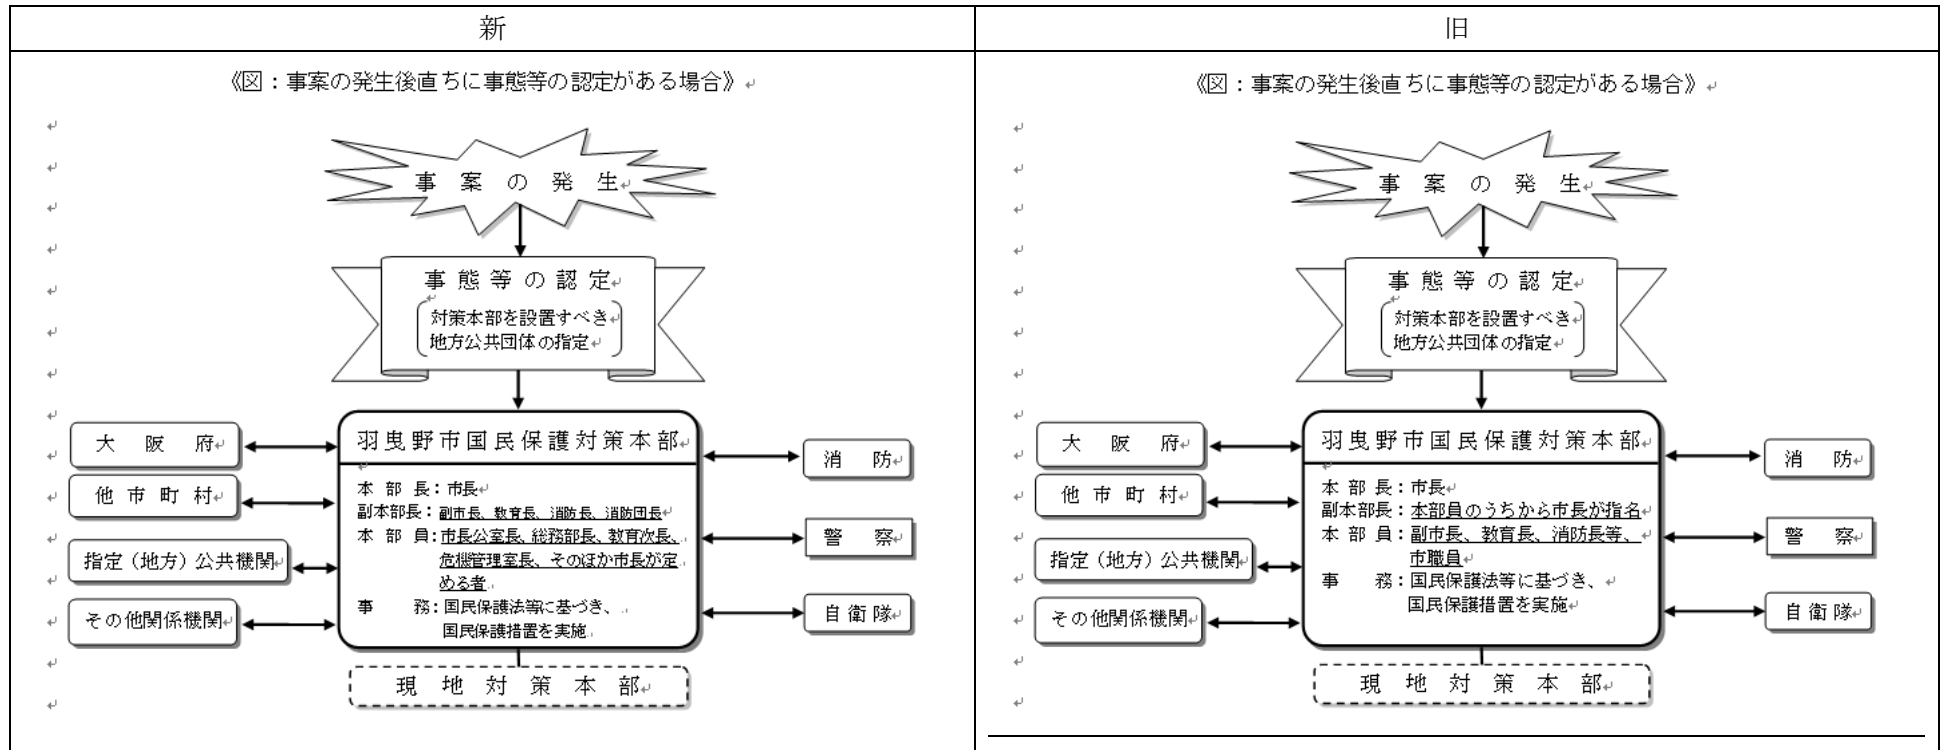 新
《図：事案の発生後直ちに事態等の認定がある場合》
事案の発生
事態等の認定
対策本部を設置すべき
地方公共団体の指定
大阪府
他市町村
指定（地方）公共機関
その他関係機関
羽曳野市国民保護対策本部
本部長：市長
副本部長：副市長、教育長、消防長、消防団長
本部員：市長公室長、総務部長、教育次長、
危機管理室長、そのほか市長が定
める者
事務：国民保護法等に基づき、
国民保護措置を実施
消防
警察
自衛隊
現地対策本部
旧
《図：事案の発生後直ちに事態等の認定がある場合》
事案の発生
事態等の認定
対策本部を設置すべき
地方公共団体の指定
大阪府
他市町村
指定（地方）公共機関
その他関係機関
羽曳野市国民保護対策本部
本部長：市長
副本部長：本部員のうちから市長が指名
本部員：副市長、教育長、消防長等、
市職員
事務：国民保護法等に基づき、
国民保護措置を実施
消防
警察
自衛隊
現地対策本部